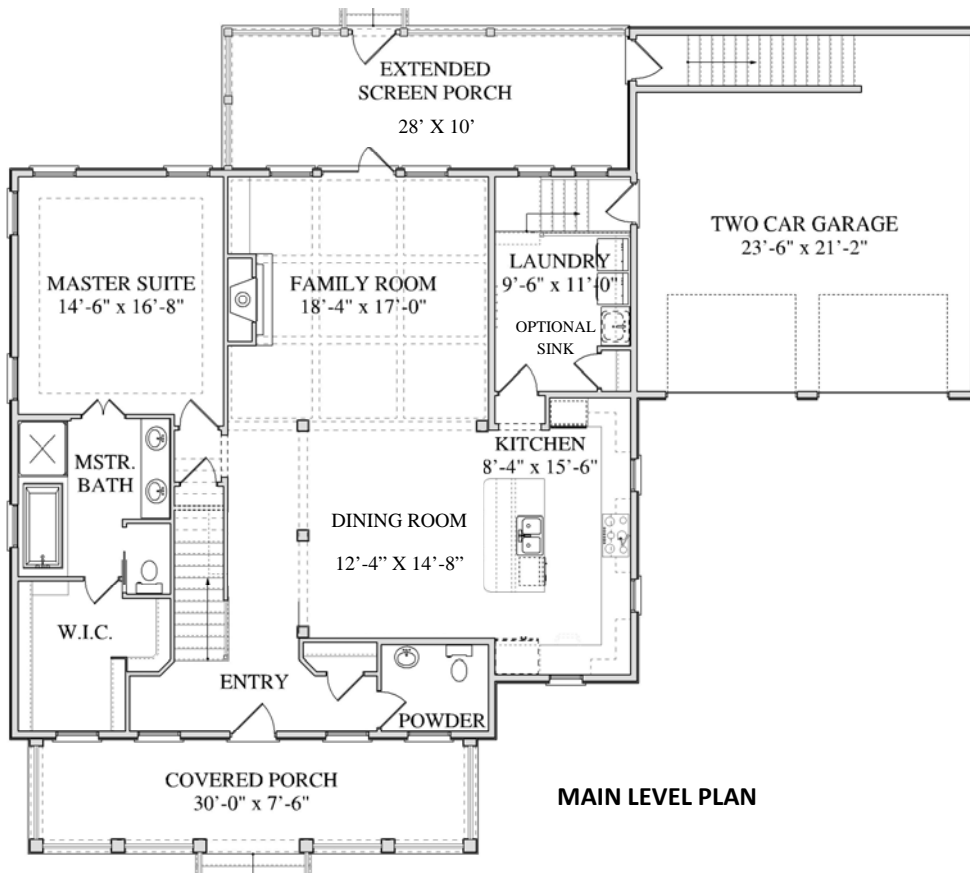 EXTENDED
SCREEN PORCH
28' X 10'
TWO CAR GARAGE
23'-6" x 21'-2"
MASTER SUITE
14'-6" x 16'-8"
FAMILY ROOM
18'-4" x 17'-0"
LAUNDRY
9'-6" x 11'-0"
OPTIONAL
SINK
MSTR.
BATH
KITCHEN
8'-4" x 15'-6"
DINING ROOM
12'-4” X 14'-8”
W.I.C.
ENTRY
POWDER
COVERED PORCH
30'-0" x 7'-6"
MAIN LEVEL PLAN